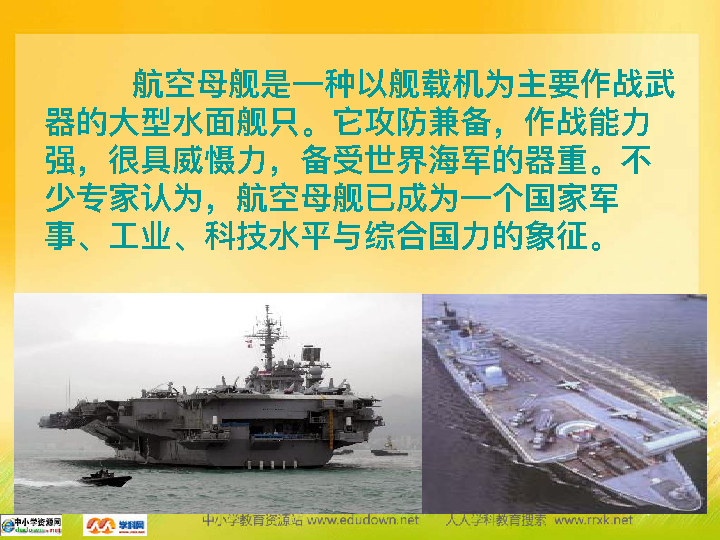 航空母舰是一种以舰载机为主要作战武
器的大型水面舰只。它攻防兼备，作战能力
强，很具威慑力，备受世界海军的器重。不
少专家认为，航空母舰已成为一个国家军
事、工业、科技水平与综合国力的象征。
中小学资源网
学科网
中小学教育资源站 www.edudown.net 人人学科教育搜索 www.rrxk.net